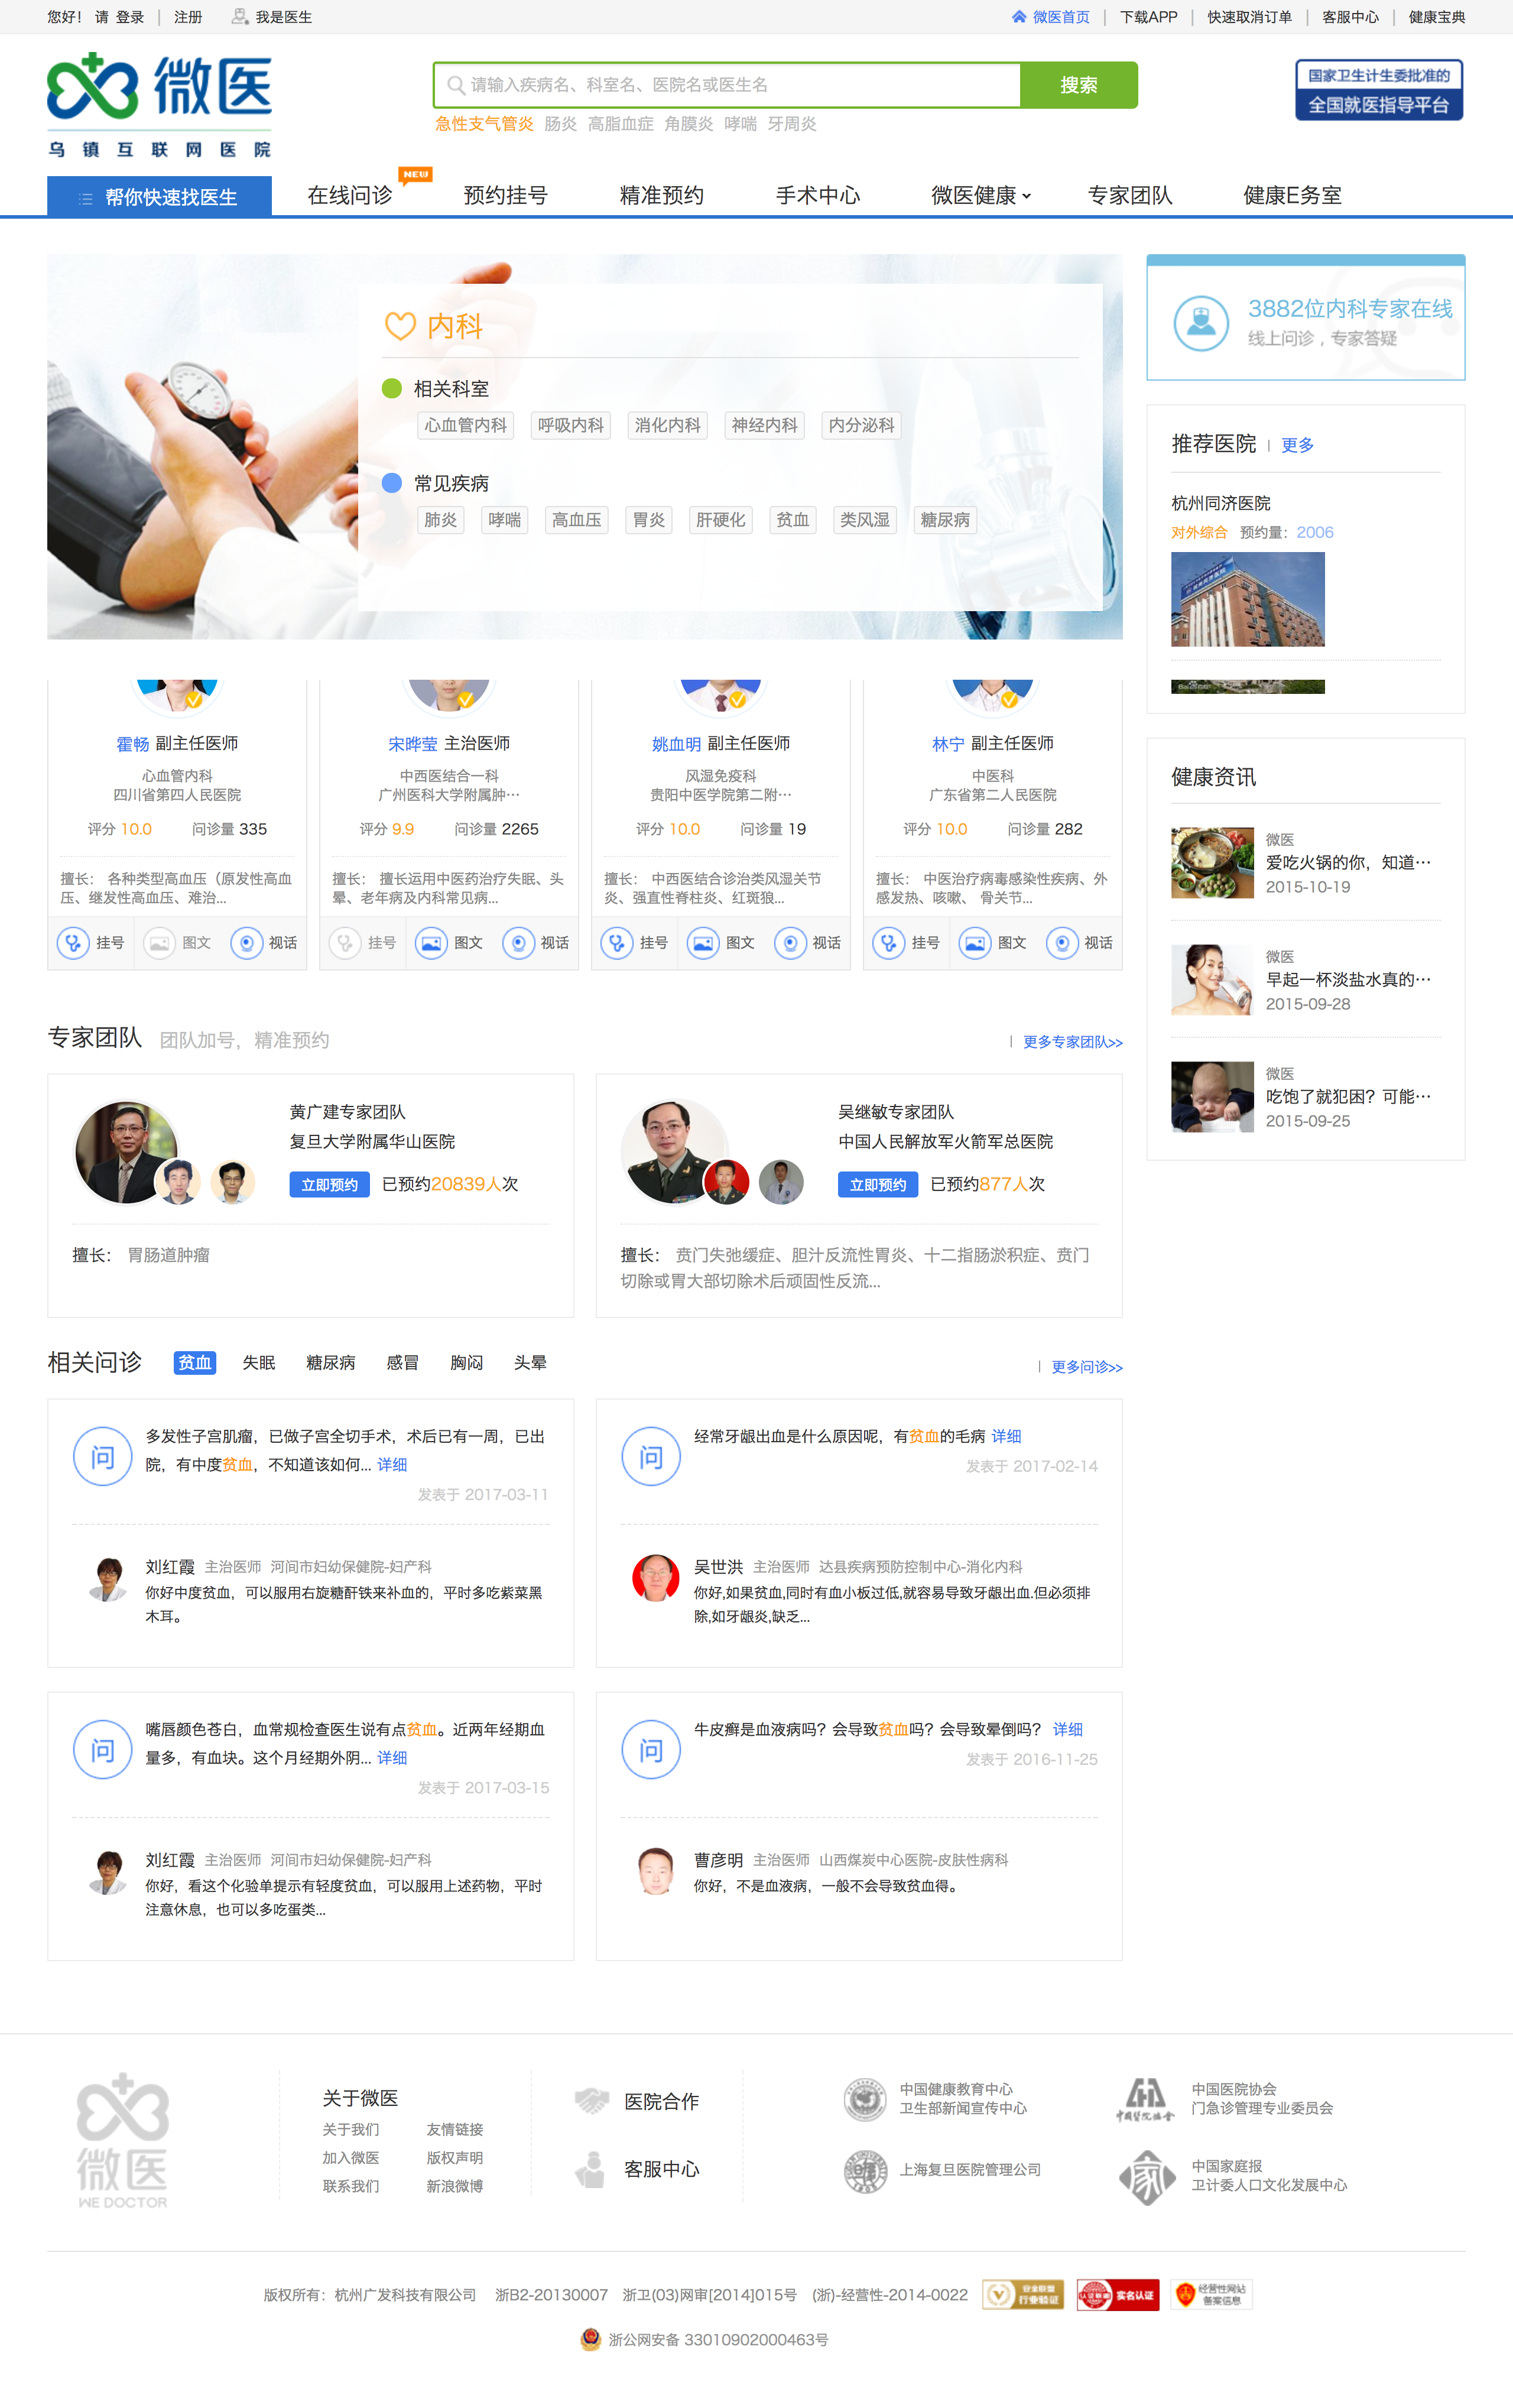 您好！ 请 登录 | 注册 我是医生
微医首页 | 下载APP | 快速取消订单 | 客服中心 | 健康宝典
微医
乌镇互联网医院
请输入疾病名、科室名、医院名或医生名
搜索
急性支气管炎 肠炎 高脂血症 角膜炎 哮喘 牙周炎
国家卫生计生委批准的
全国就医指导平台
NEW
帮你快速找医生 在线问诊 预约挂号 精准预约 手术中心 微医健康 专家团队 健康E务室
内科
相关科室
心血管内科 呼吸内科 消化内科 神经内科 内分泌科
常见疾病
肺炎 哮喘 高血压 胃炎 肝硬化 贫血 类风湿 糖尿病
3882位内科专家在线
线上问诊，专家答疑
推荐医院 | 更多
杭州同济医院
对外综合 预约量：2006
霍畅 副主任医师
心血管内科
四川省第四人民医院
评分 10.0 问诊量 335
擅长： 各种类型高血压（原发性高血
压、继发性高血压、难治...
挂号 图文 视话
宋晔莹 主治医师
中西医结合一科
广州医科大学附属肿…
评分 9.9 问诊量 2265
擅长： 擅长运用中医药治疗失眠、头
晕、老年病及内科常见病...
挂号 图文 视话
姚血明 副主任医师
风湿免疫科
贵阳中医学院第二附…
评分 10.0 问诊量 19
擅长： 中西医结合诊治类风湿关节
炎、强直性脊柱炎、红斑狼...
挂号 图文 视话
林宁 副主任医师
中医科
广东省第二人民医院
评分 10.0 问诊量 282
擅长： 中医治疗病毒感染性疾病、外
感发热、咳嗽、 骨关节...
挂号 图文 视话
健康资讯
微医
爱吃火锅的你，知道…
2015-10-19
微医
早起一杯淡盐水真的…
2015-09-28
微医
吃饱了就犯困？可能…
2015-09-25
专家团队 团队加号，精准预约
| 更多专家团队>>
黄广建专家团队
复旦大学附属华山医院
立即预约 已预约20839人次
擅长： 胃肠道肿瘤
吴继敏专家团队
中国人民解放军火箭军总医院
立即预约 已预约877人次
擅长： 贲门失弛缓症、胆汁反流性胃炎、十二指肠淤积症、贲门
切除或胃大部切除术后顽固性反流...
相关问诊 贫血 失眠 糖尿病 感冒 胸闷 头晕
| 更多问诊>>
问
多发性子宫肌瘤，已做子宫全切手术，术后已有一周，已出
院，有中度贫血，不知道该如何... 详细
发表于 2017-03-11
刘红霞 主治医师 河间市妇幼保健院-妇产科
你好中度贫血，可以服用右旋糖酐铁来补血的，平时多吃紫菜黑
木耳。
问
经常牙龈出血是什么原因呢，有贫血的毛病 详细
发表于 2017-02-14
吴世洪 主治医师 达县疾病预防控制中心-消化内科
你好,如果贫血,同时有血小板过低,就容易导致牙龈出血.但必须排
除,如牙龈炎,缺乏...
问
嘴唇颜色苍白，血常规检查医生说有点贫血。近两年经期血
量多，有血块。这个月经期外阴... 详细
发表于 2017-03-15
刘红霞 主治医师 河间市妇幼保健院-妇产科
你好，看这个化验单提示有轻度贫血，可以服用上述药物，平时
注意休息，也可以多吃蛋类...
问
牛皮癣是血液病吗？会导致贫血吗？会导致晕倒吗？ 详细
发表于 2016-11-25
曹彦明 主治医师 山西煤炭中心医院-皮肤性病科
你好，不是血液病，一般不会导致贫血得。
微医
WE DOCTOR
关于微医
关于我们 友情链接
加入微医 版权声明
联系我们 新浪微博
医院合作
客服中心
中国健康教育中心
卫生部新闻宣传中心
中国医院协会
门急诊管理专业委员会
上海复旦医院管理公司
中国家庭报
卫计委人口文化发展中心
版权所有：杭州广发科技有限公司 浙B2-20130007 浙卫(03)网审[2014]015号 (浙)-经营性-2014-0022
安全联盟
行业验证
实名认证
经营性网站
备案信息
浙公网安备 33010902000463号